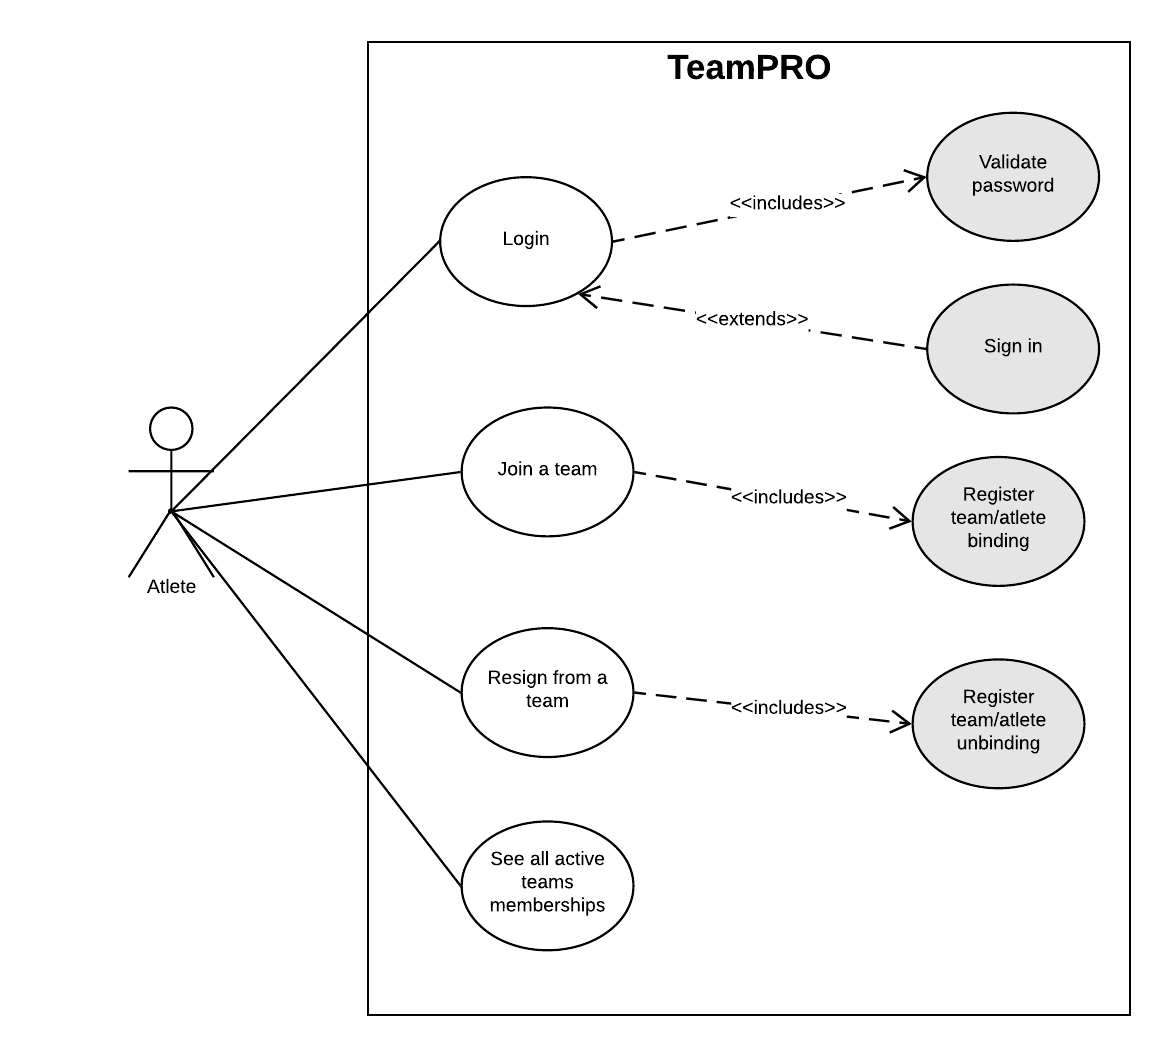 TeamPRO
Validate
password
<<includes>>
Login
<<extends>>
Sign in
Join a team
<<includes>>
Register
team/atlete
binding
Atlete
Resign from a
team
<<includes>>
Register
team/atlete
unbinding
See all active
teams
memberships